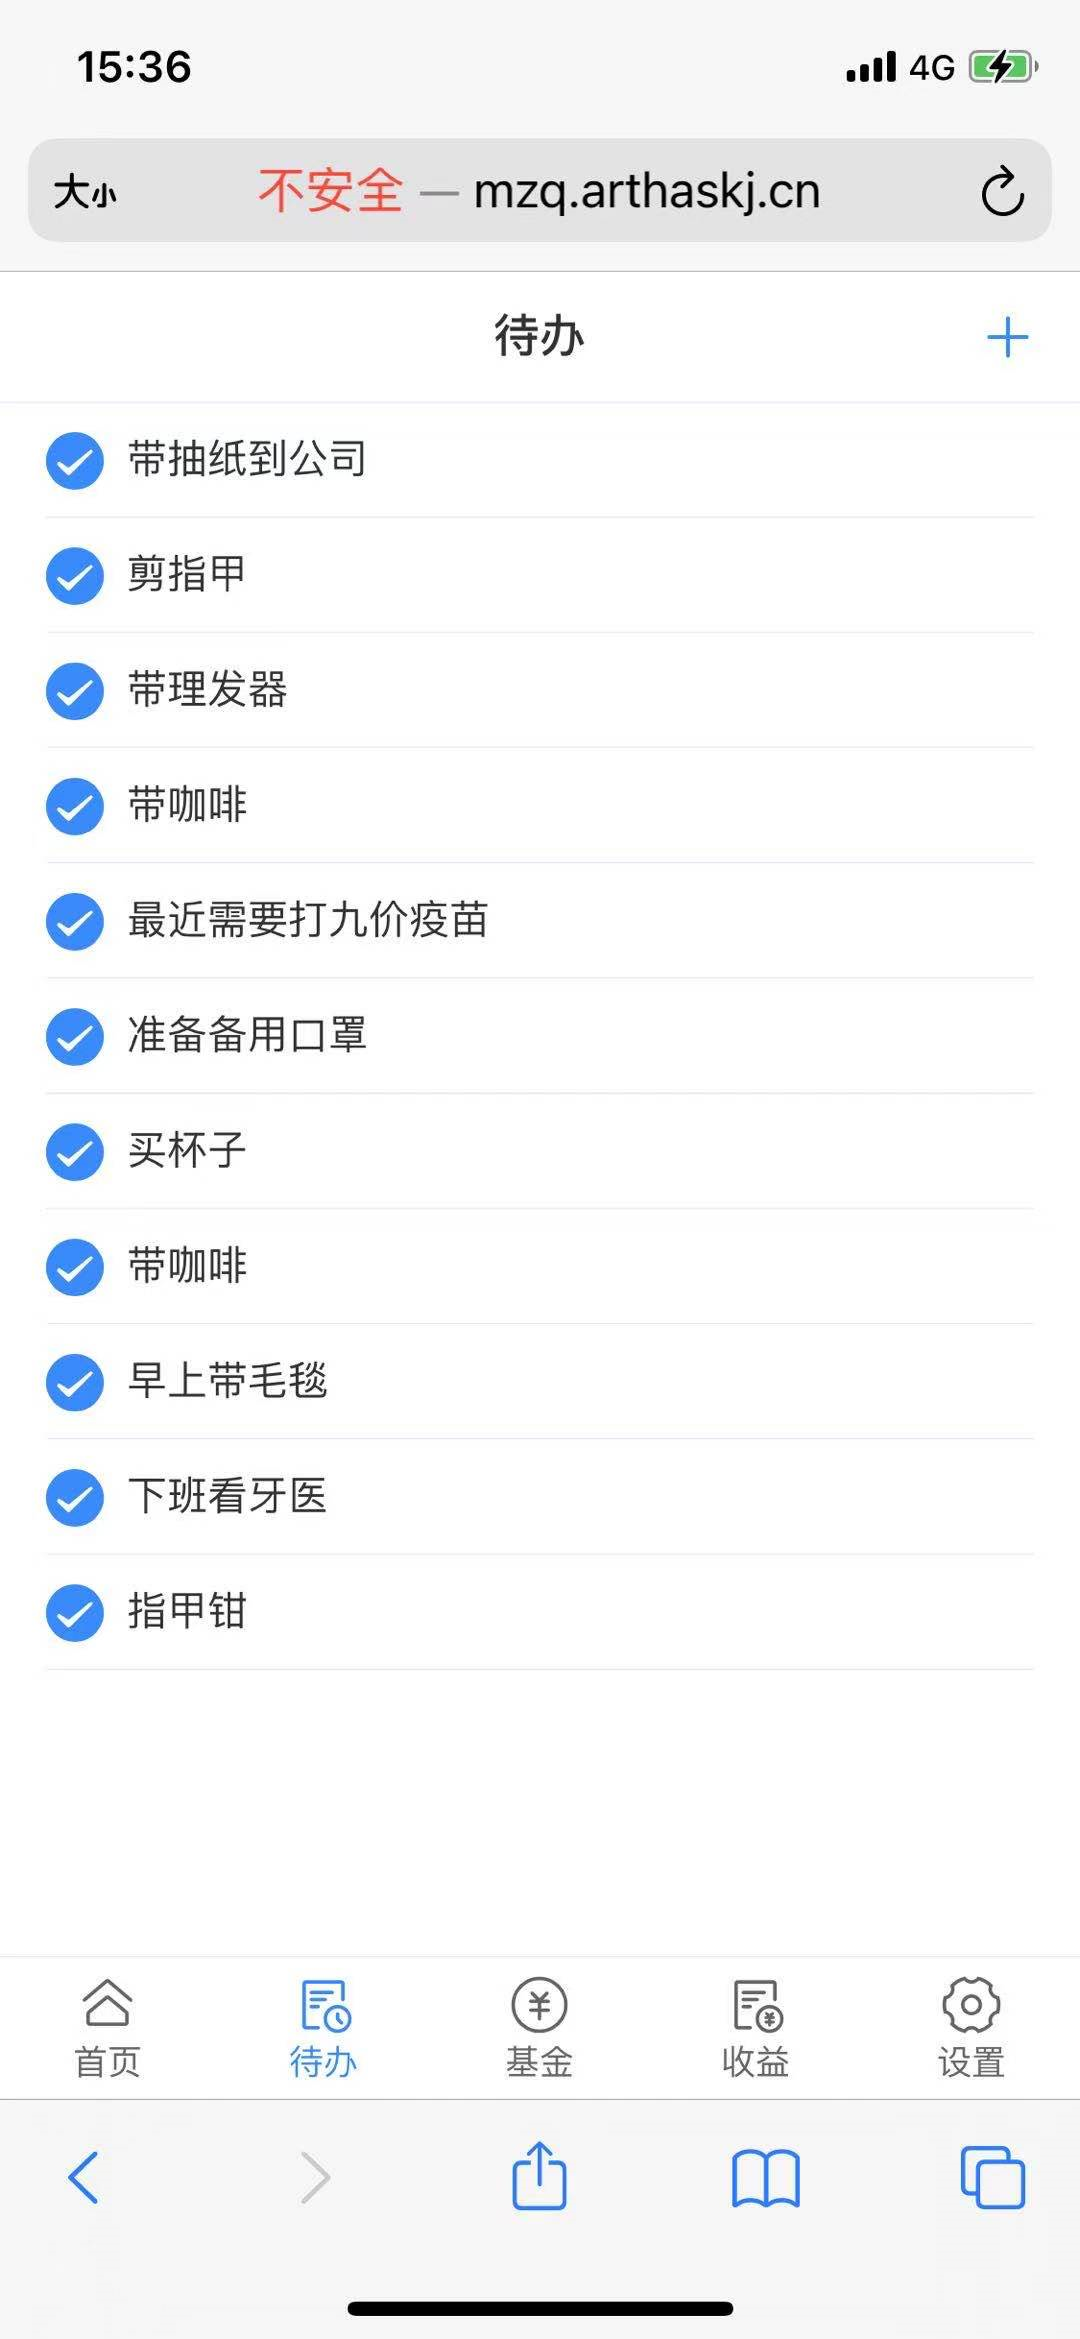 15:36
4G
大小 不安全 — mzq.arthaskj.cn
待办
带抽纸到公司
剪指甲
带理发器
带咖啡
最近需要打九价疫苗
准备备用口罩
买杯子
带咖啡
早上带毛毯
下班看牙医
指甲钳
首页 待办 基金 收益 设置